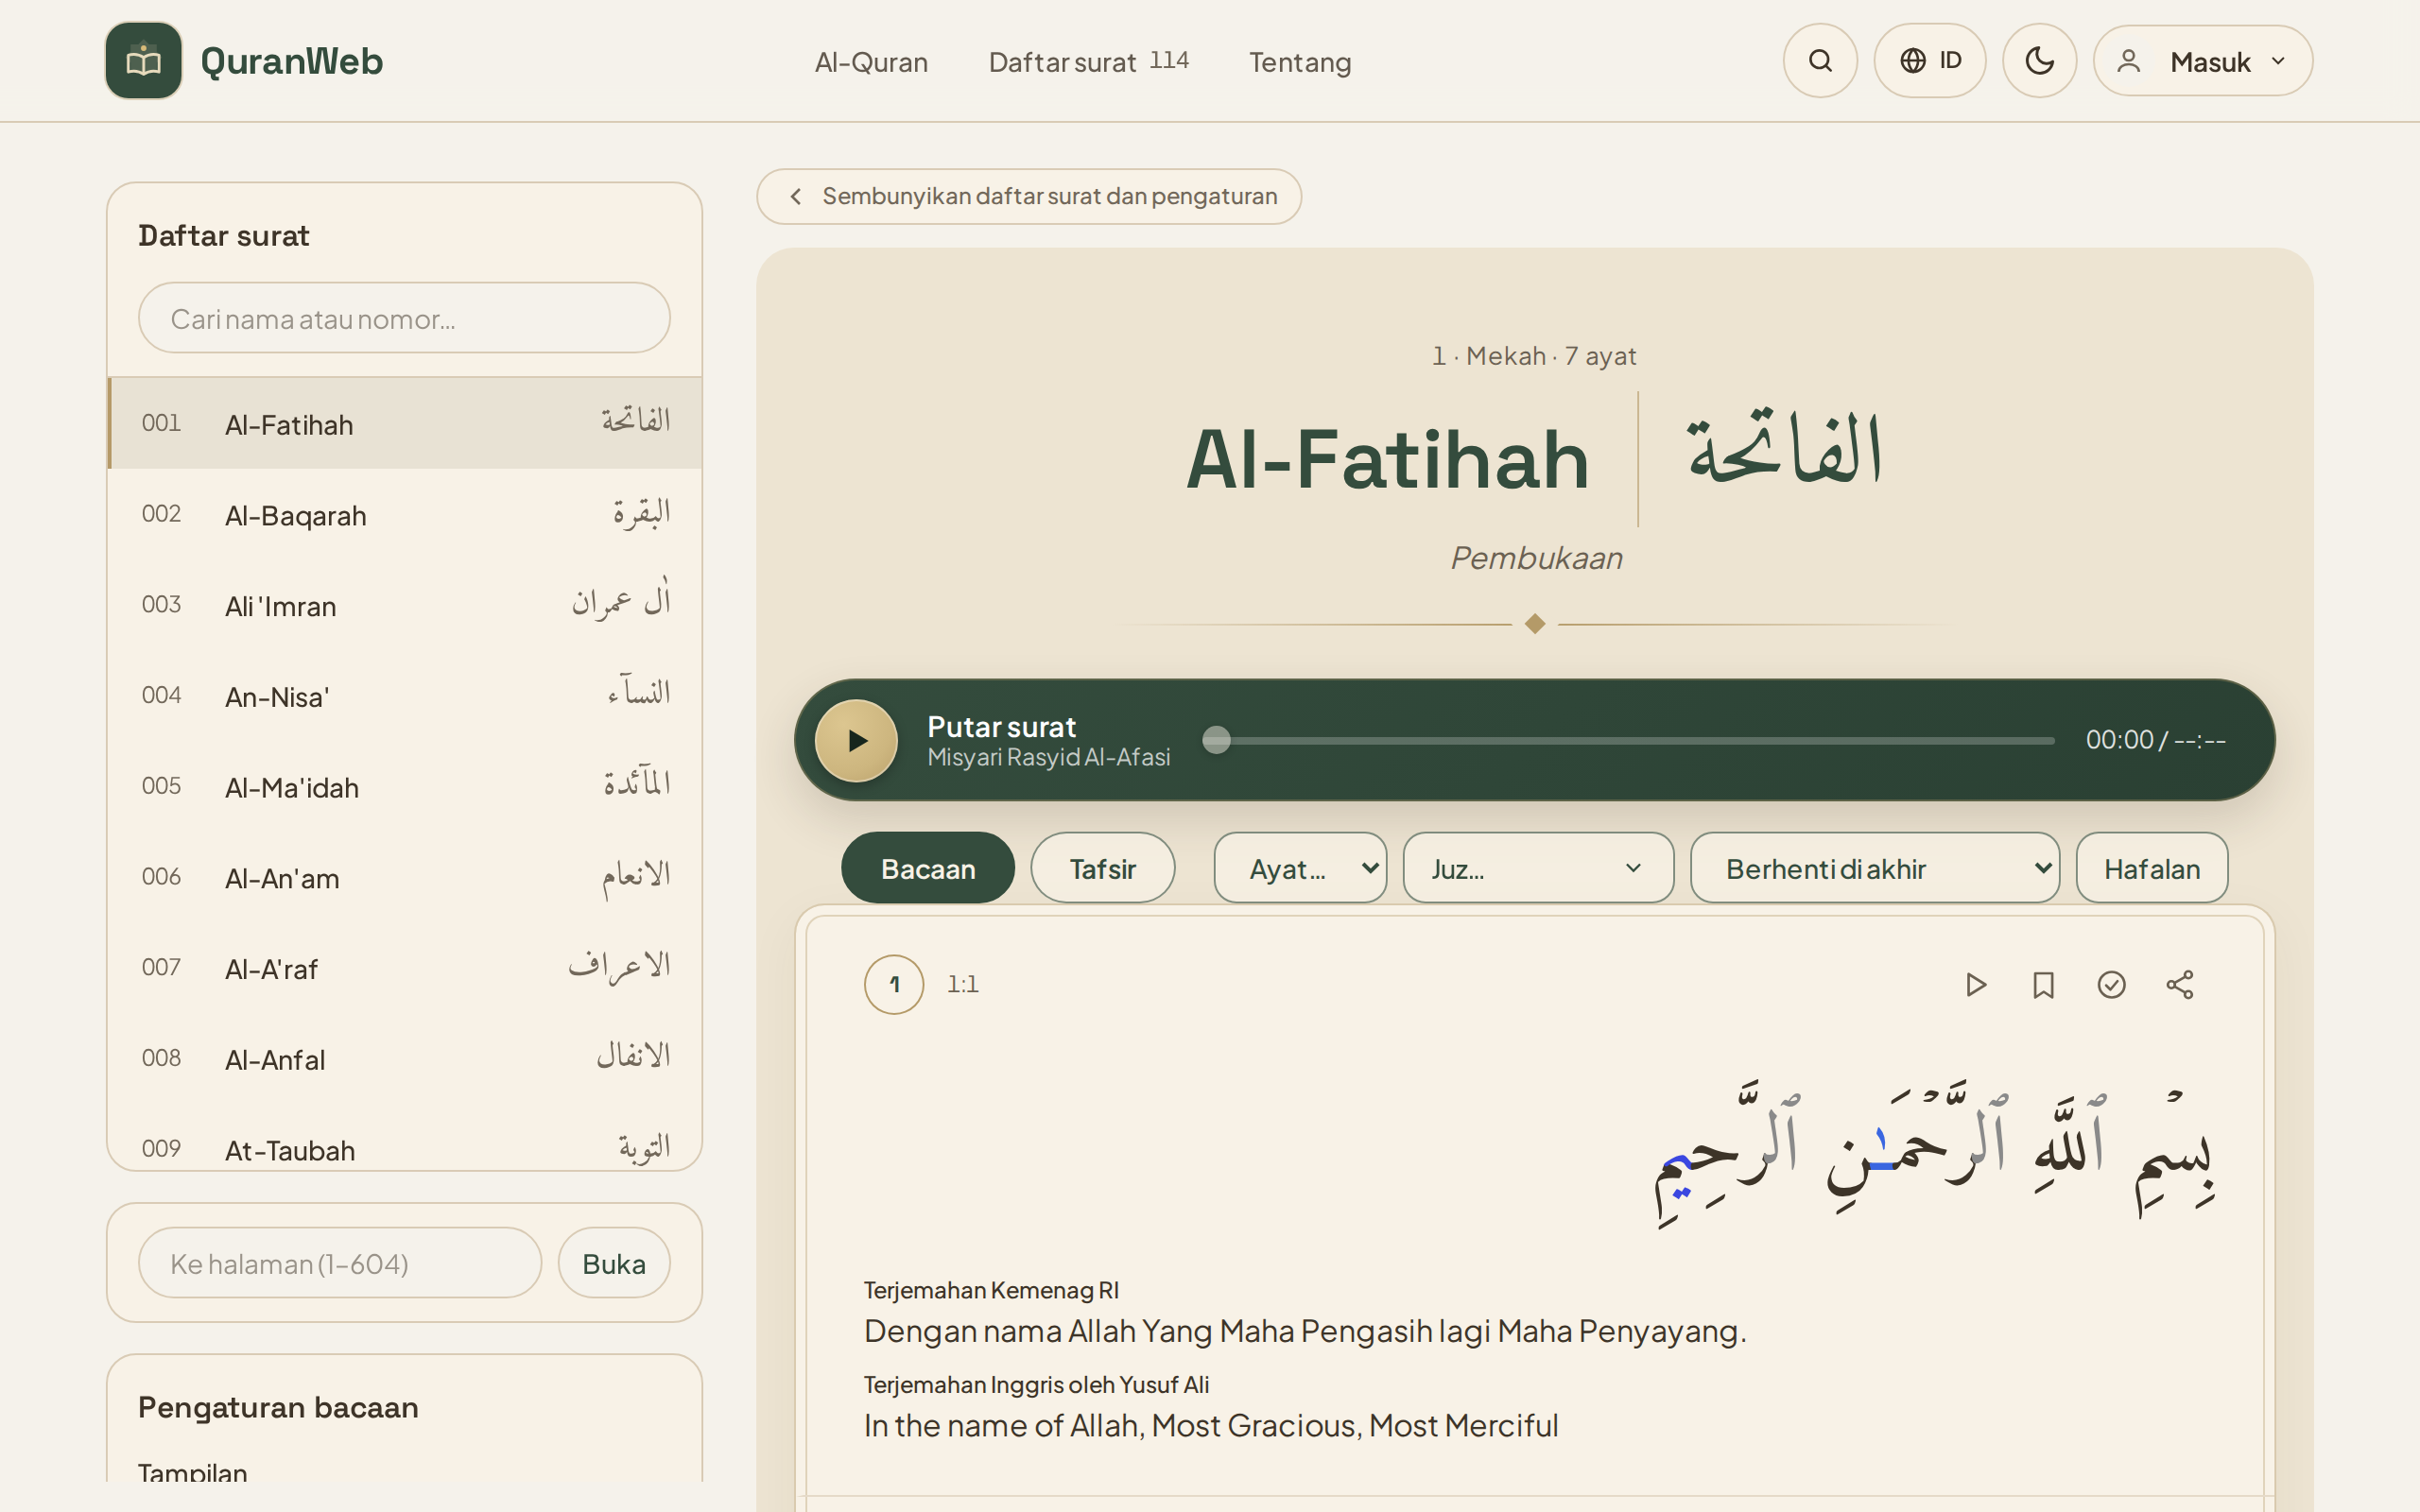 QuranWeb
Al-Quran
Daftar surat 114
Tentang
ID
Masuk
Daftar surat
Cari nama atau nomor...
001 Al-Fatihah الفاتحة
002 Al-Baqarah البقرة
003 Ali 'Imran اٰل عمران
004 An-Nisa' النسآء
005 Al-Ma'idah المآئدة
006 Al-An'am الانعام
007 Al-A'raf الاعراف
008 Al-Anfal الانفال
009 At-Taubah التوبة
Ke halaman (1-604)
Buka
Pengaturan bacaan
Tampilan
Sembunyikan daftar surat dan pengaturan
1 · Mekah · 7 ayat
Al-Fatihah الفاتحة
Pembukaan
Putar surat
Misyari Rasyid Al-Afasi
00:00 / --:--
Bacaan
Tafsir
Ayat...
Juz...
Berhenti di akhir
Hafalan
1 1:1
بِسۡمِ ٱللَّهِ ٱلرَّحۡمَـٰنِ ٱلرَّحِيمِ
Terjemahan Kemenag RI
Dengan nama Allah Yang Maha Pengasih lagi Maha Penyayang.
Terjemahan Inggris oleh Yusuf Ali
In the name of Allah, Most Gracious, Most Merciful